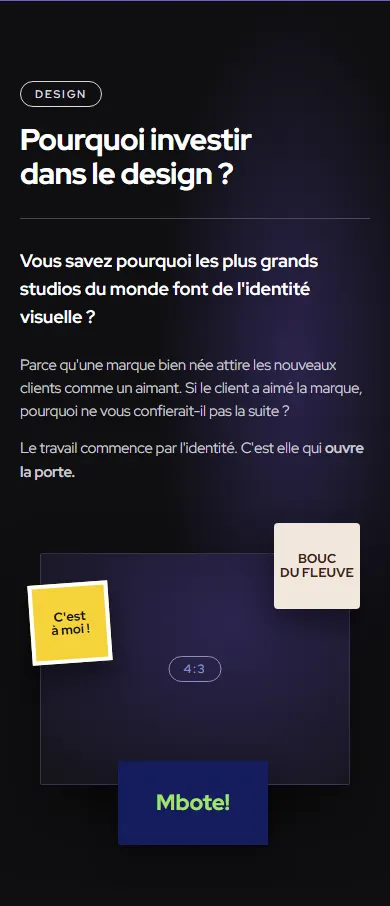 DESIGN
Pourquoi investir
dans le design ?
Vous savez pourquoi les plus grands
studios du monde font de l'identité
visuelle ?
Parce qu'une marque bien née attire les nouveaux
clients comme un aimant. Si le client a aimé la marque,
pourquoi ne vous confierait-il pas la suite ?
Le travail commence par l'identité. C'est elle qui ouvre
la porte.
BOUC
DU FLEUVE
C'est
à moi !
4:3
Mbote!